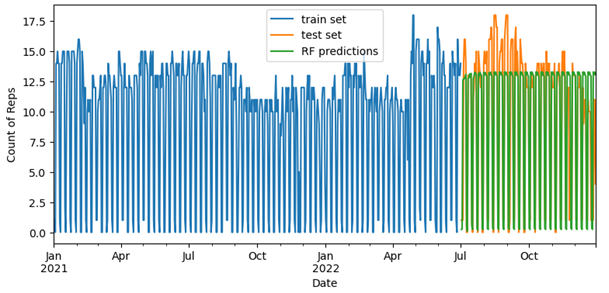 train set
test set
RF predictions
Count of Reps
17.5
15.0
12.5
10.0
7.5
5.0
2.5
0.0
Jan Apr Jul Oct Jan Apr Jul Oct
2021 2022
Date